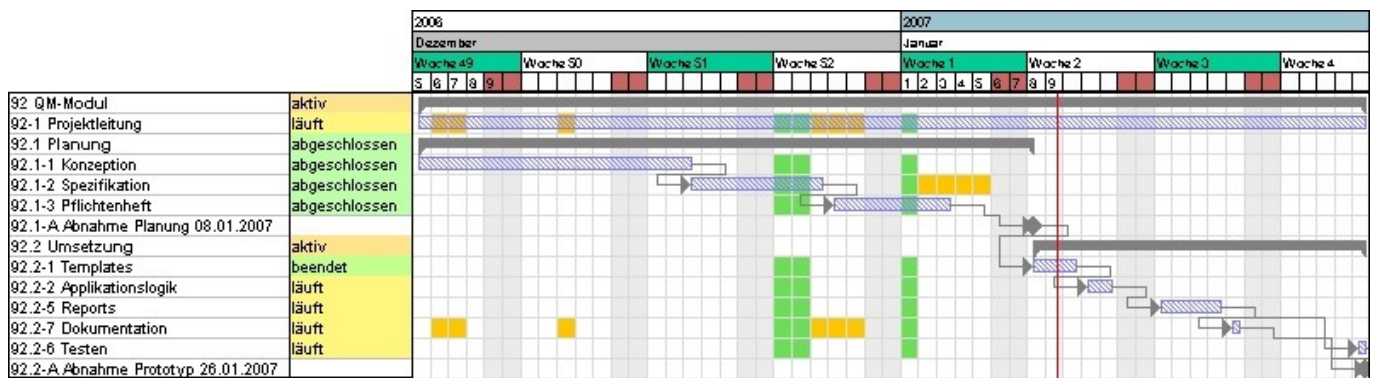 2006 2007
Dezember Januar
Woche 49 Woche 50 Woche 51 Woche 52 Woche 1 Woche 2 Woche 3 Woche 4
5 6 7 8 9 1 2 3 4 5 6 7 8 9
92 QM-Modul aktiv
92-1 Projektleitung läuft
92.1 Planung abgeschlossen
92.1-1 Konzeption abgeschlossen
92.1-2 Spezifikation abgeschlossen
92.1-3 Pflichtenheft abgeschlossen
92.1-A Abnahme Planung 08.01.2007
92.2 Umsetzung aktiv
92.2-1 Templates beendet
92.2-2 Applikationslogik läuft
92.2-5 Reports läuft
92.2-7 Dokumentation läuft
92.2-6 Testen läuft
92.2-A Abnahme Prototyp 26.01.2007